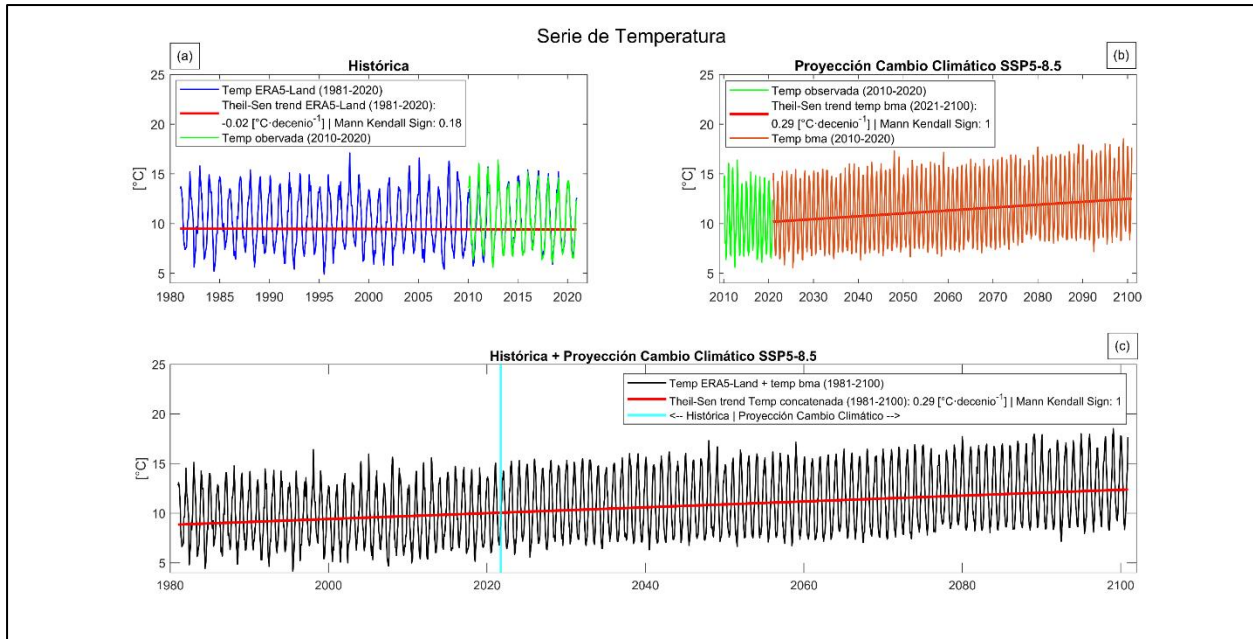 Serie de Temperatura
(a)
Histórica
Temp ERA5-Land (1981-2020)
Theil-Sen trend ERA5-Land (1981-2020):
-0.02 [°C·decenio⁻¹] | Mann Kendall Sign: 0.18
Temp obervada (2010-2020)
25
20
15
10
5
[°C]
1980 1985 1990 1995 2000 2005 2010 2015 2020
(b)
Proyección Cambio Climático SSP5-8.5
Temp observada (2010-2020)
Theil-Sen trend temp bma (2021-2100):
0.29 [°C·decenio⁻¹] | Mann Kendall Sign: 1
Temp bma (2010-2020)
25
20
15
10
5
[°C]
2010 2020 2030 2040 2050 2060 2070 2080 2090 2100
(c)
Histórica + Proyección Cambio Climático SSP5-8.5
Temp ERA5-Land + temp bma (1981-2100)
Theil-Sen trend Temp concatenada (1981-2100): 0.29 [°C·decenio⁻¹] | Mann Kendall Sign: 1
<-- Histórica | Proyección Cambio Climático -->
25
20
15
10
5
[°C]
1980 2000 2020 2040 2060 2080 2100